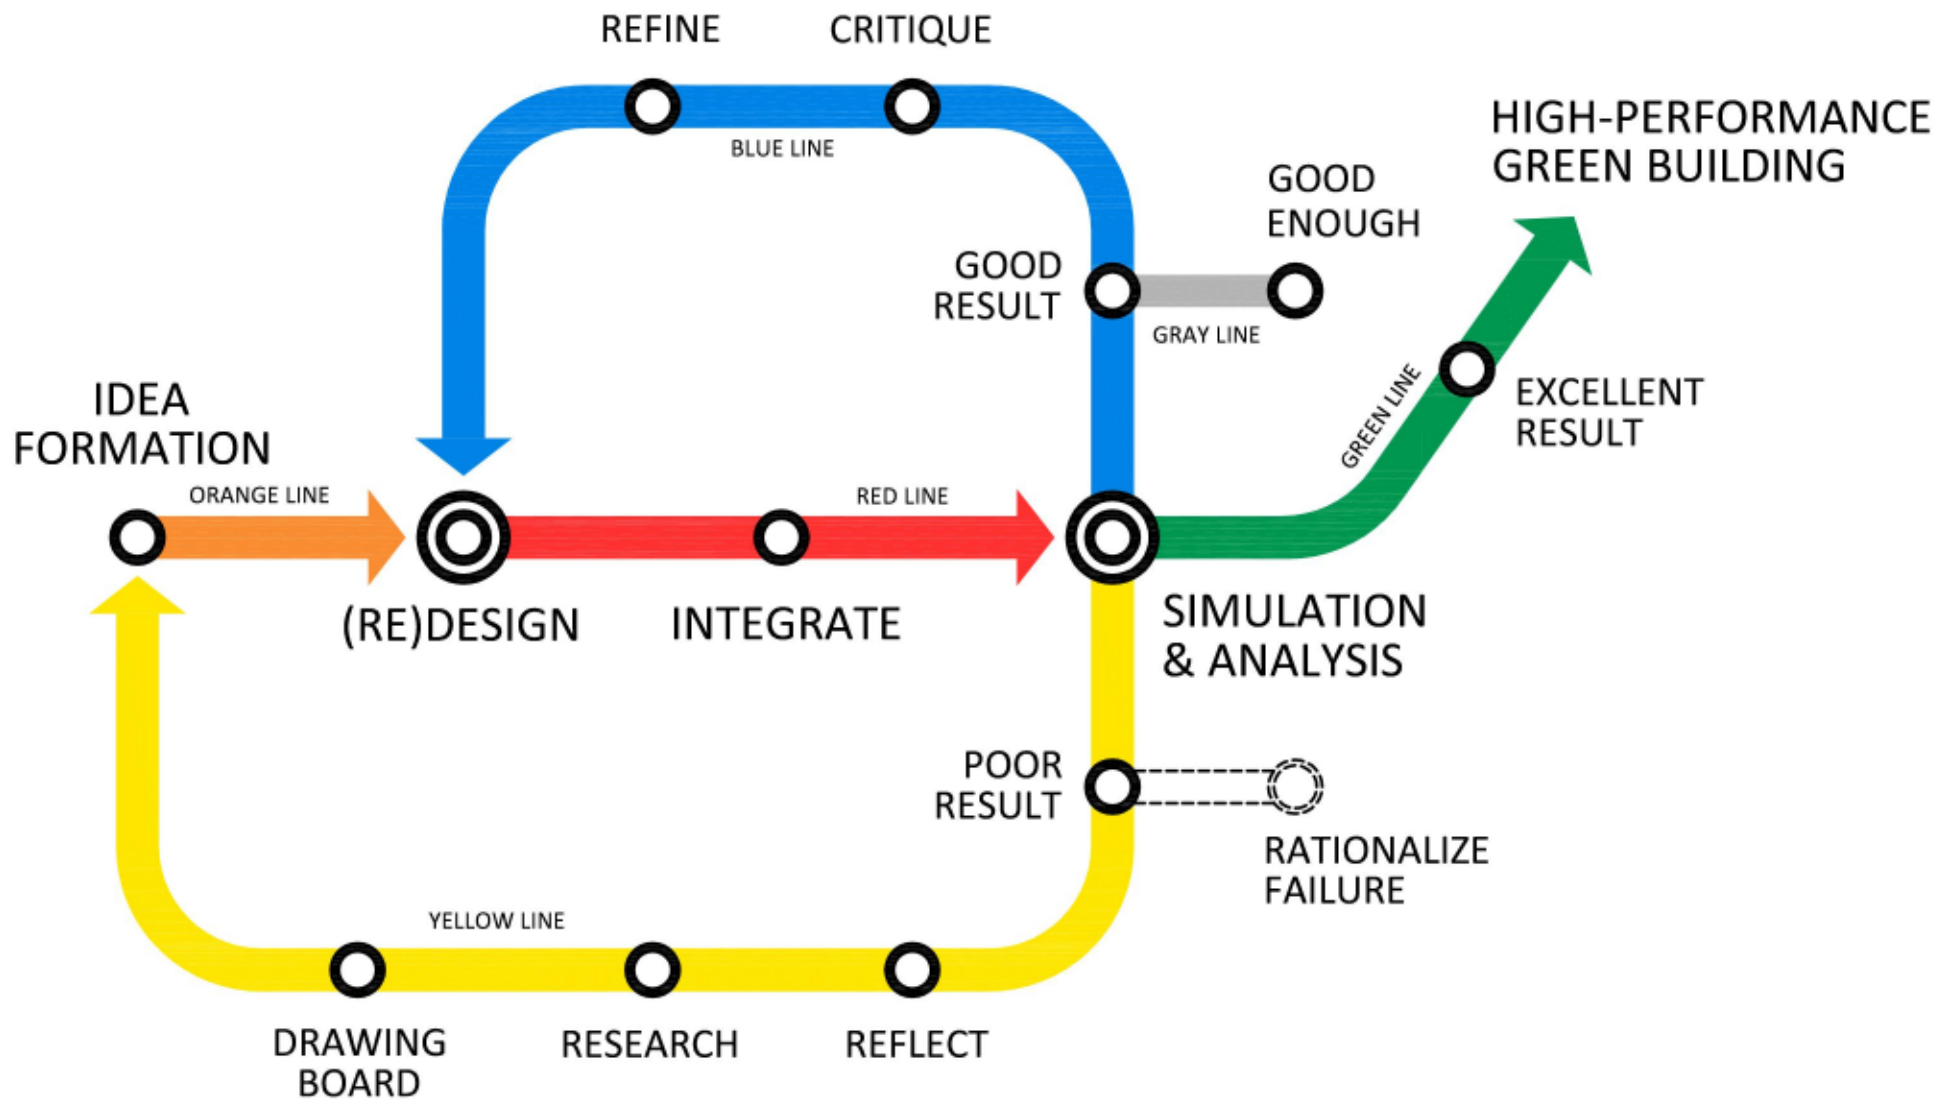 REFINE
CRITIQUE
BLUE LINE
HIGH-PERFORMANCE
GREEN BUILDING
GOOD
ENOUGH
GOOD
RESULT
GRAY LINE
GREEN LINE
EXCELLENT
RESULT
IDEA
FORMATION
ORANGE LINE
RED LINE
(RE)DESIGN
INTEGRATE
SIMULATION
& ANALYSIS
POOR
RESULT
RATIONALIZE
FAILURE
YELLOW LINE
DRAWING
BOARD
RESEARCH
REFLECT